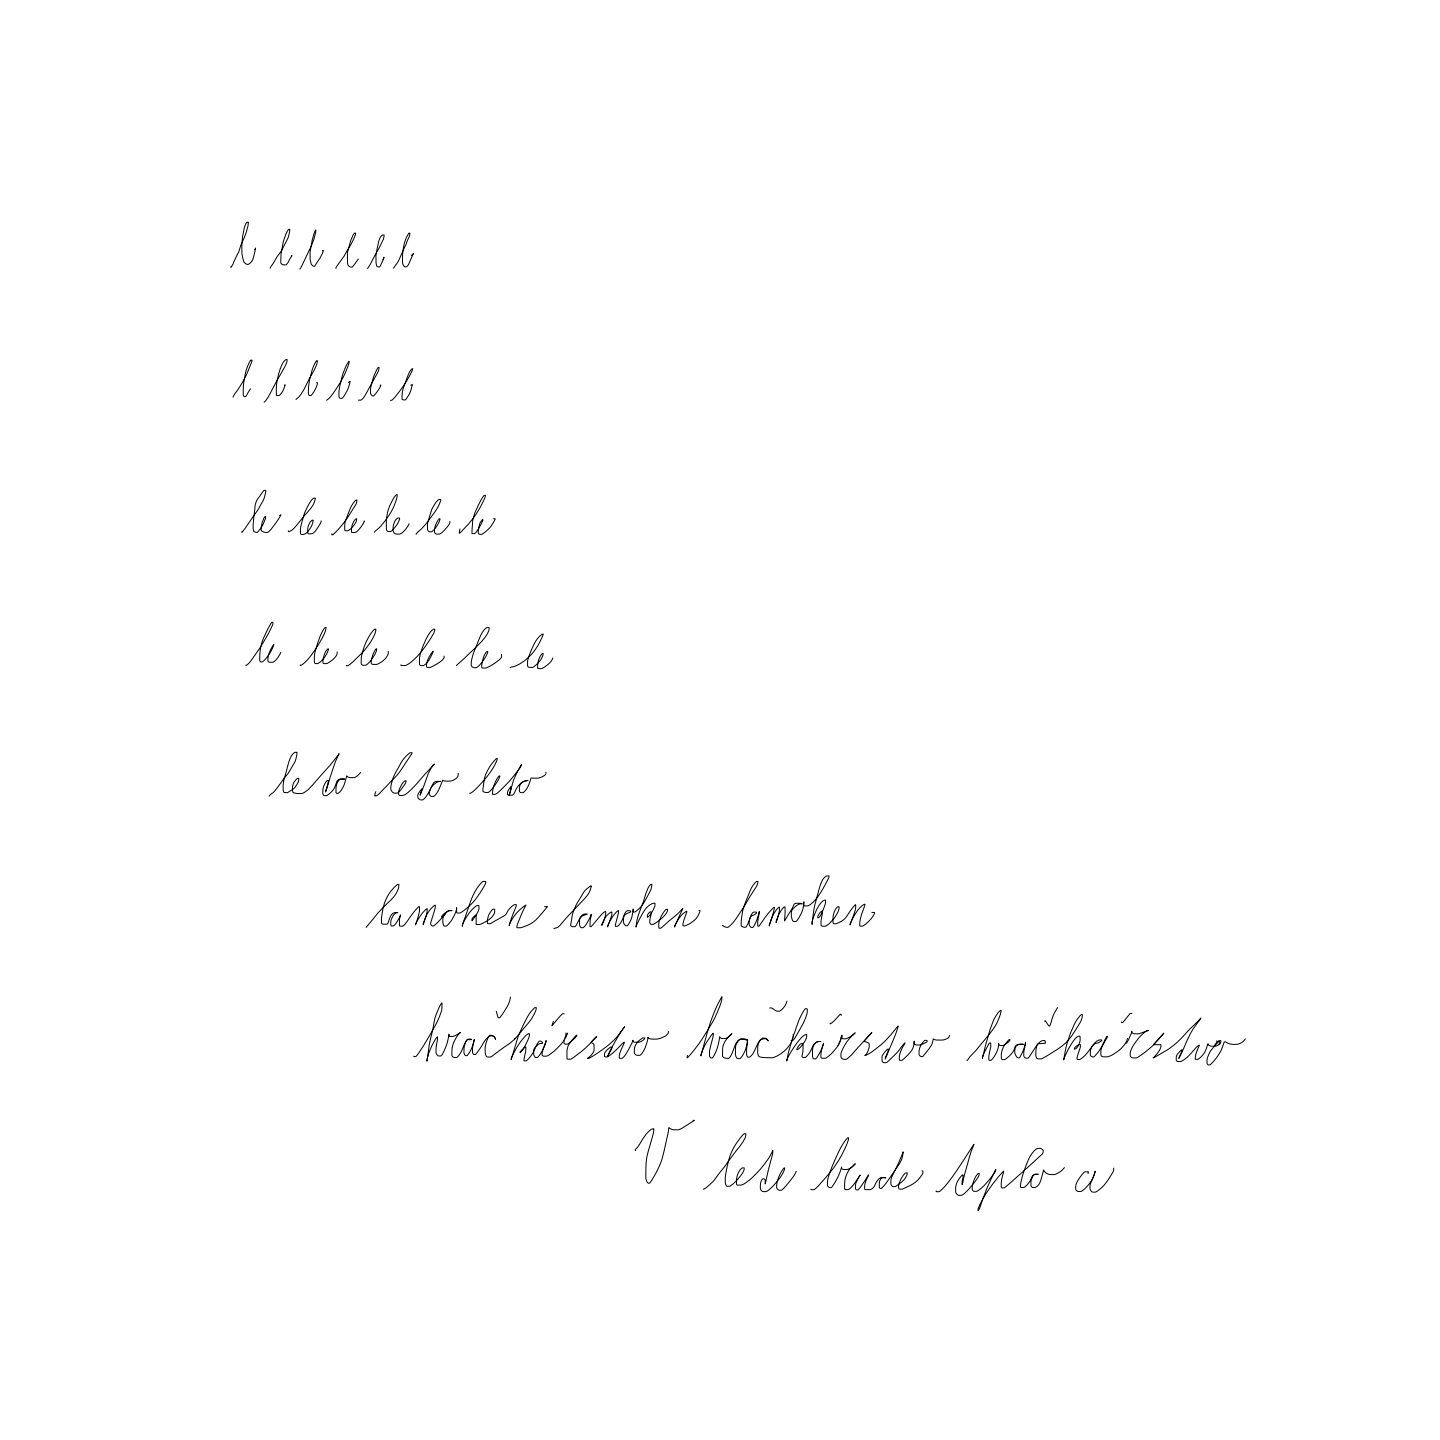 l l l l l l
l l l l l l
le le le le le le
le le le le le le
leto leto leto
lamoken lamoken lamoken
hračkárstvo hračkárstvo hračkárstvo
V lete bude teplo a